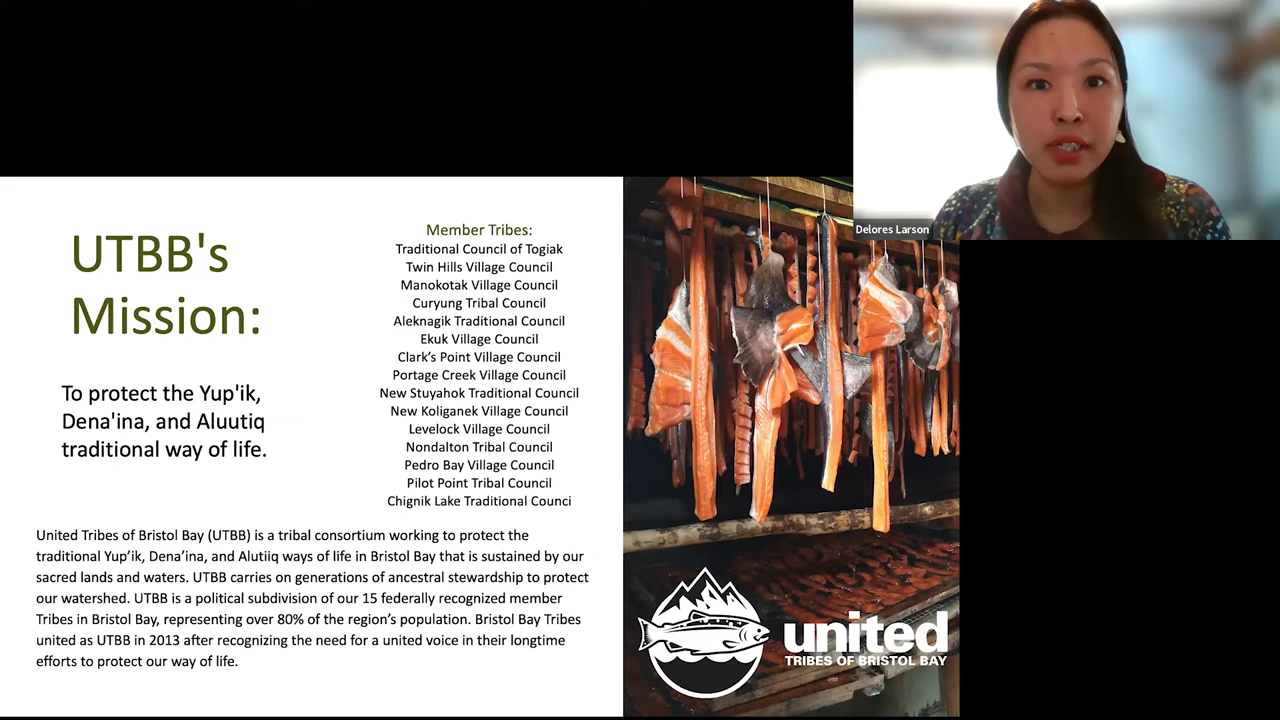 Delores Larson
UTBB's
Mission:
To protect the Yup'ik,
Dena'ina, and Aluutiq
traditional way of life.
Member Tribes:
Traditional Council of Togiak
Twin Hills Village Council
Manokotak Village Council
Curyung Tribal Council
Aleknagik Traditional Council
Ekuk Village Council
Clark’s Point Village Council
Portage Creek Village Council
New Stuyahok Traditional Council
New Koliganek Village Council
Levelock Village Council
Nondalton Tribal Council
Pedro Bay Village Council
Pilot Point Tribal Council
Chignik Lake Traditional Counci
United Tribes of Bristol Bay (UTBB) is a tribal consortium working to protect the
traditional Yup’ik, Dena’ina, and Alutiiq ways of life in Bristol Bay that is sustained by our
sacred lands and waters. UTBB carries on generations of ancestral stewardship to protect
our watershed. UTBB is a political subdivision of our 15 federally recognized member
Tribes in Bristol Bay, representing over 80% of the region’s population. Bristol Bay Tribes
united as UTBB in 2013 after recognizing the need for a united voice in their longtime
efforts to protect our way of life.
united
TRIBES OF BRISTOL BAY